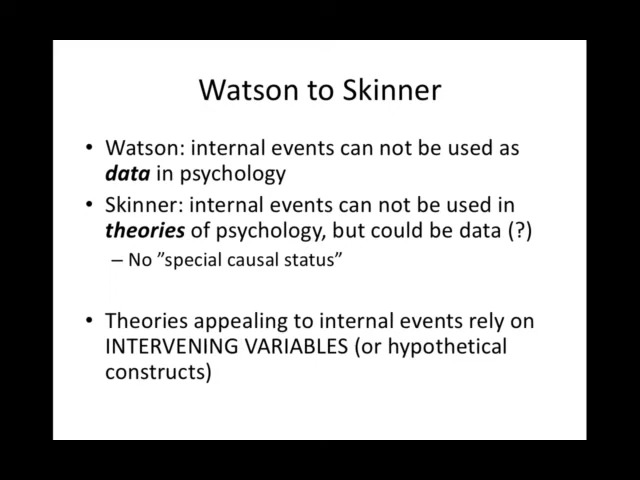 Watson to Skinner
• Watson: internal events can not be used as
data in psychology
• Skinner: internal events can not be used in
theories of psychology, but could be data (?)
– No ”special causal status”
• Theories appealing to internal events rely on
INTERVENING VARIABLES (or hypothetical
constructs)